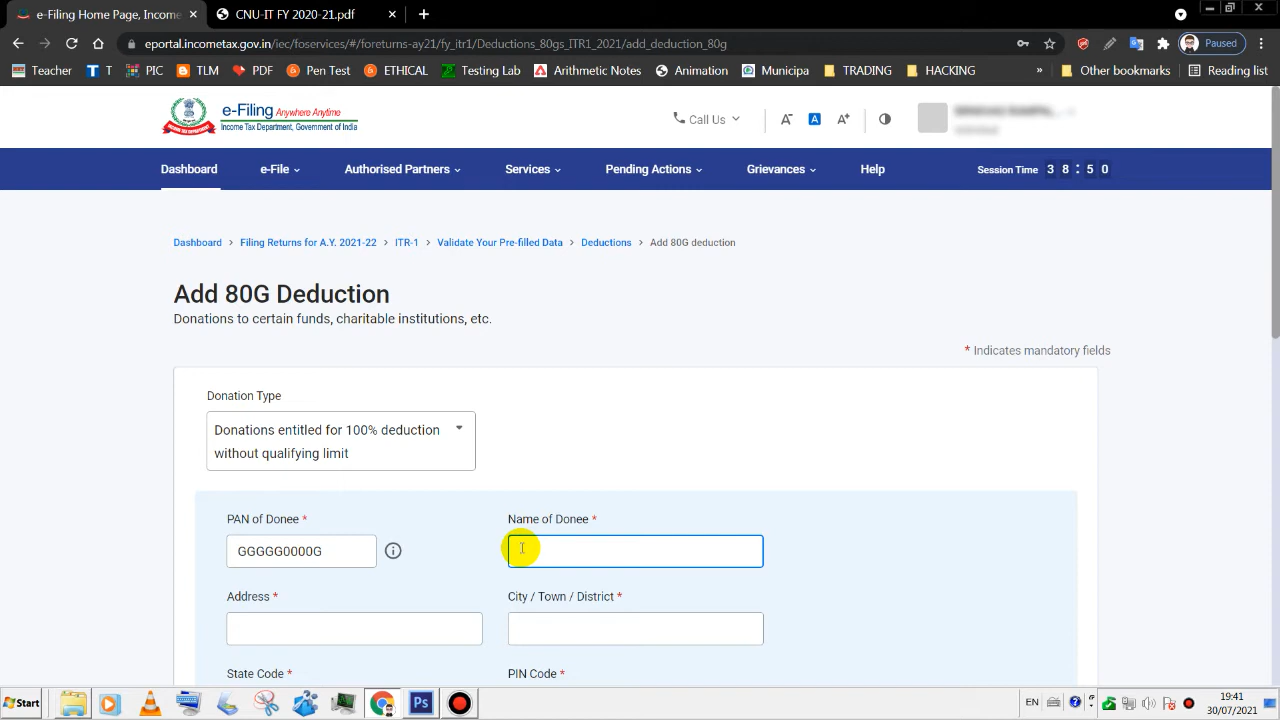 e-Filing Home Page, Income
CNU-IT FY 2020-21.pdf
eportal.incometax.gov.in/iec/foservices/#/foreturns-ay21/fy_itr1/Deductions_80gs_ITR1_2021/add_deduction_80g
Paused
Teacher
T
PIC
TLM
PDF
Pen Test
ETHICAL
Testing Lab
Arithmetic Notes
Animation
Municipa
TRADING
HACKING
»
Other bookmarks
Reading list
e-Filing Anywhere Anytime
Income Tax Department, Government of India
Call Us
A-
A
A+
Dashboard
e-File
Authorised Partners
Services
Pending Actions
Grievances
Help
Session Time 3 8 : 5 0
Dashboard > Filing Returns for A.Y. 2021-22 > ITR-1 > Validate Your Pre-filled Data > Deductions > Add 80G deduction
Add 80G Deduction
Donations to certain funds, charitable institutions, etc.
* Indicates mandatory fields
Donation Type
Donations entitled for 100% deduction
without qualifying limit
PAN of Donee *
Name of Donee *
GGGGG0000G
Address *
City / Town / District *
State Code *
PIN Code *
Start
Ps
EN
19:41
30/07/2021